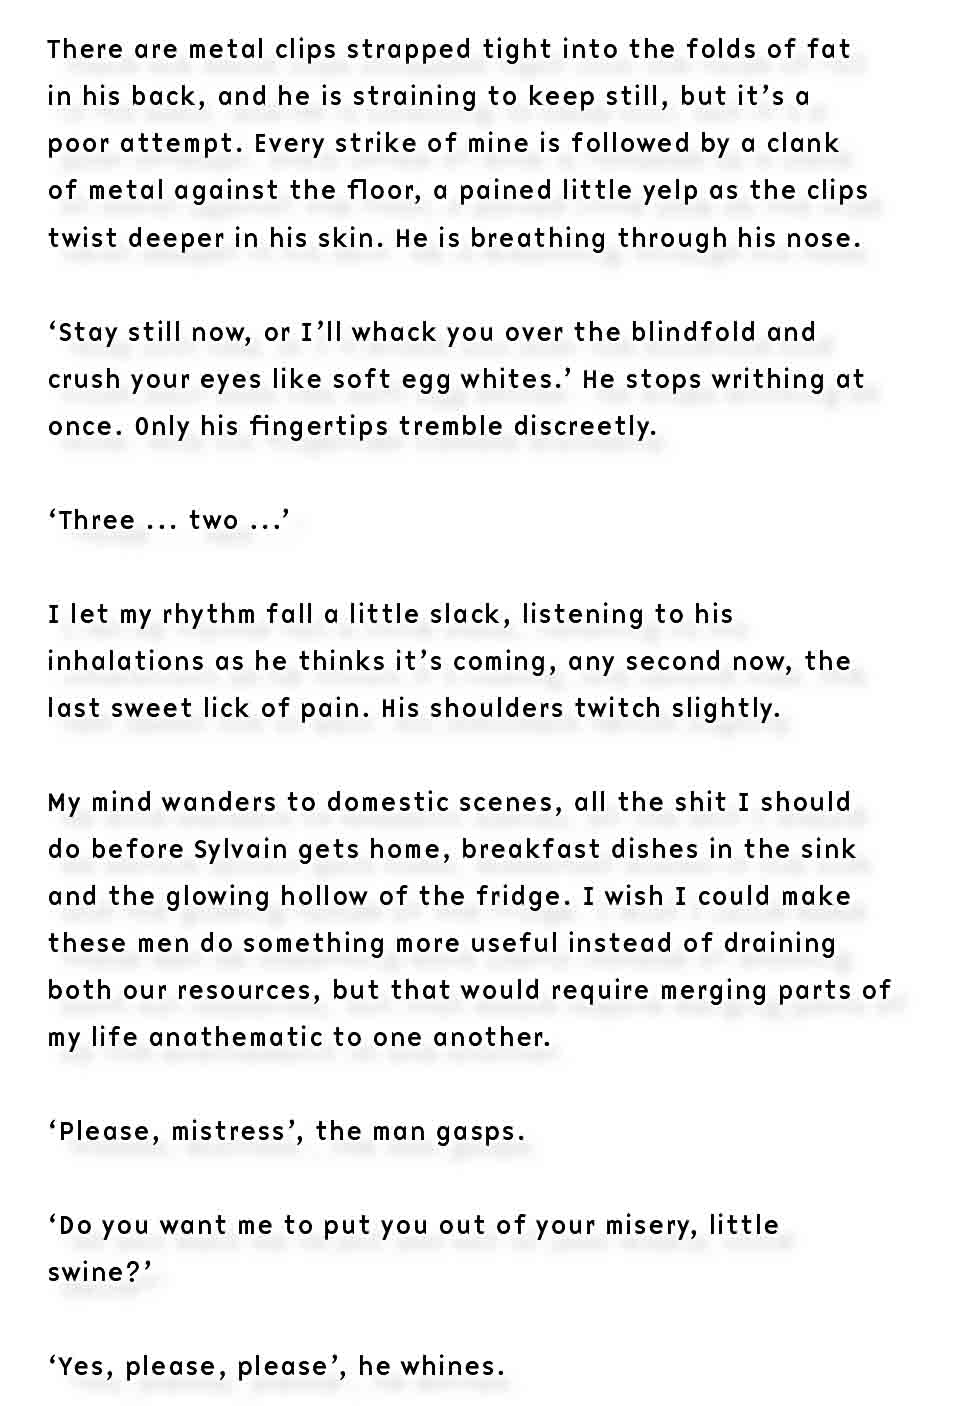 There are metal clips strapped tight into the folds of fat
in his back, and he is straining to keep still, but it’s a
poor attempt. Every strike of mine is followed by a clank
of metal against the floor, a pained little yelp as the clips
twist deeper in his skin. He is breathing through his nose.
‘Stay still now, or I’ll whack you over the blindfold and
crush your eyes like soft egg whites.’ He stops writhing at
once. Only his fingertips tremble discreetly.
‘Three ... two ...’
I let my rhythm fall a little slack, listening to his
inhalations as he thinks it’s coming, any second now, the
last sweet lick of pain. His shoulders twitch slightly.
My mind wanders to domestic scenes, all the shit I should
do before Sylvain gets home, breakfast dishes in the sink
and the glowing hollow of the fridge. I wish I could make
these men do something more useful instead of draining
both our resources, but that would require merging parts of
my life anathematic to one another.
‘Please, mistress’, the man gasps.
‘Do you want me to put you out of your misery, little
swine?’
‘Yes, please, please’, he whines.